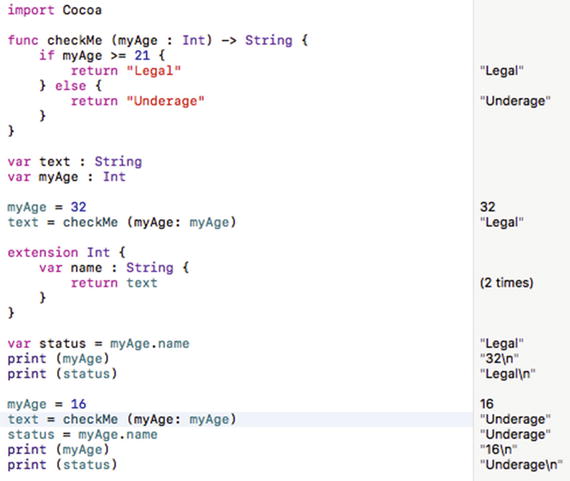 import Cocoa
func checkMe (myAge : Int) -> String {
    if myAge >= 21 {
        return "Legal" "Legal"
    } else {
        return "Underage" "Underage"
    }
}
var text : String
var myAge : Int
myAge = 32 32
text = checkMe (myAge: myAge) "Legal"
extension Int {
    var name : String {
        return text (2 times)
    }
}
var status = myAge.name "Legal"
print (myAge) "32\n"
print (status) "Legal\n"
myAge = 16 16
text = checkMe (myAge: myAge) "Underage"
status = myAge.name "Underage"
print (myAge) "16\n"
print (status) "Underage\n"